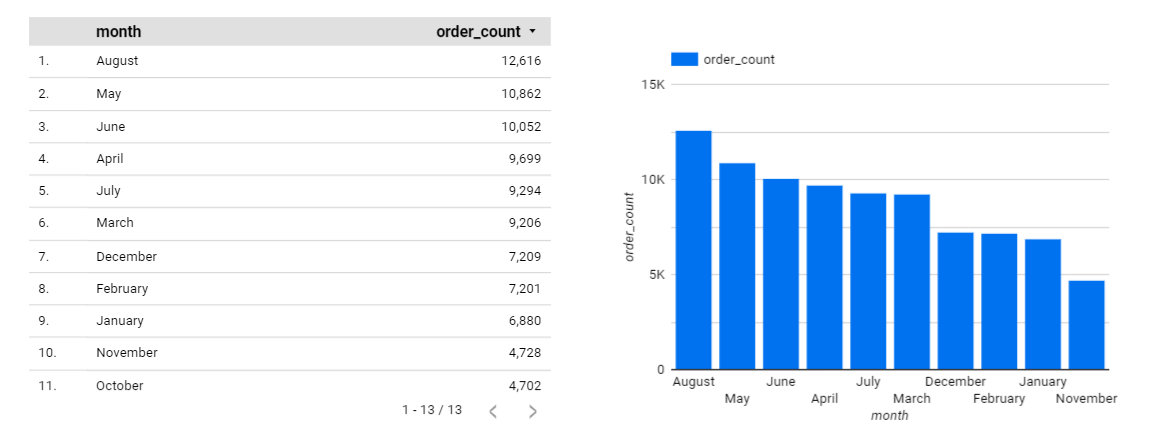 month order_count
1. August 12,616
2. May 10,862
3. June 10,052
4. April 9,699
5. July 9,294
6. March 9,206
7. December 7,209
8. February 7,201
9. January 6,880
10. November 4,728
11. October 4,702
1 - 13 / 13
order_count
15K
10K
5K
0
order_count
August June July December January
May April March February November
month